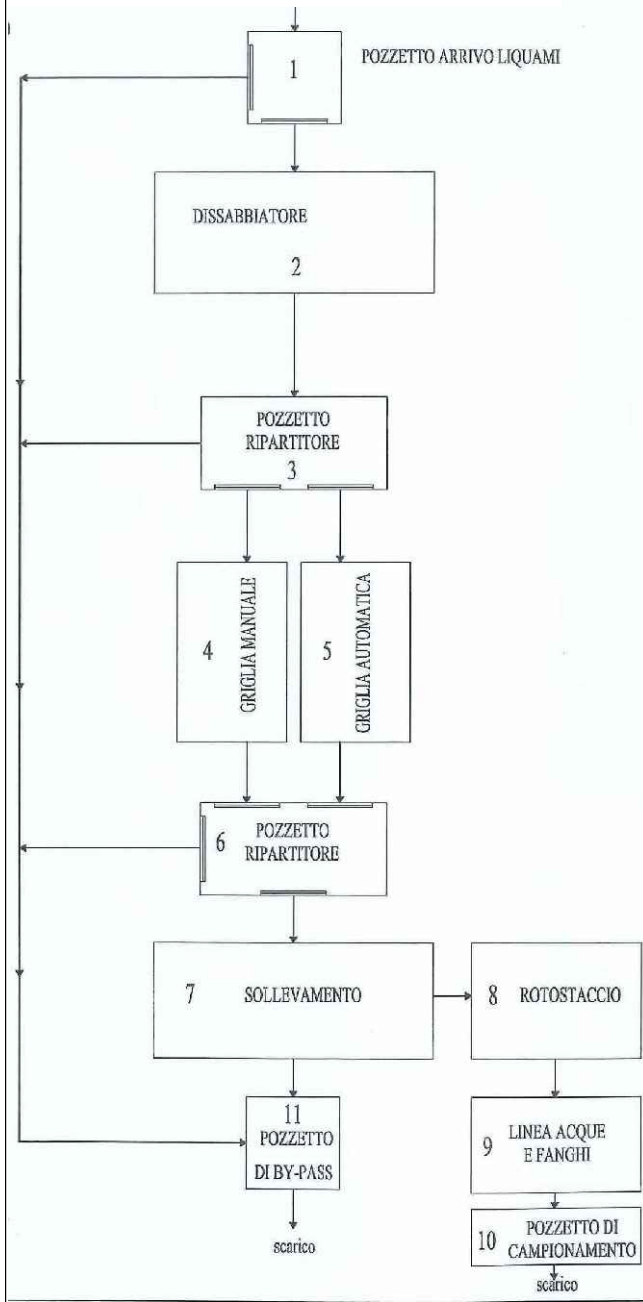 1
POZZETTO ARRIVO LIQUAMI
DISSABBIATORE
2
POZZETTO
RIPARTITORE
3
4
GRIGLIA MANUALE
5
GRIGLIA AUTOMATICA
6
POZZETTO
RIPARTITORE
7
SOLLEVAMENTO
8
ROTOSTACCIO
11
POZZETTO
DI BY-PASS
scarico
9
LINEA ACQUE
E FANGHI
10
POZZETTO DI
CAMPIONAMENTO
scarico